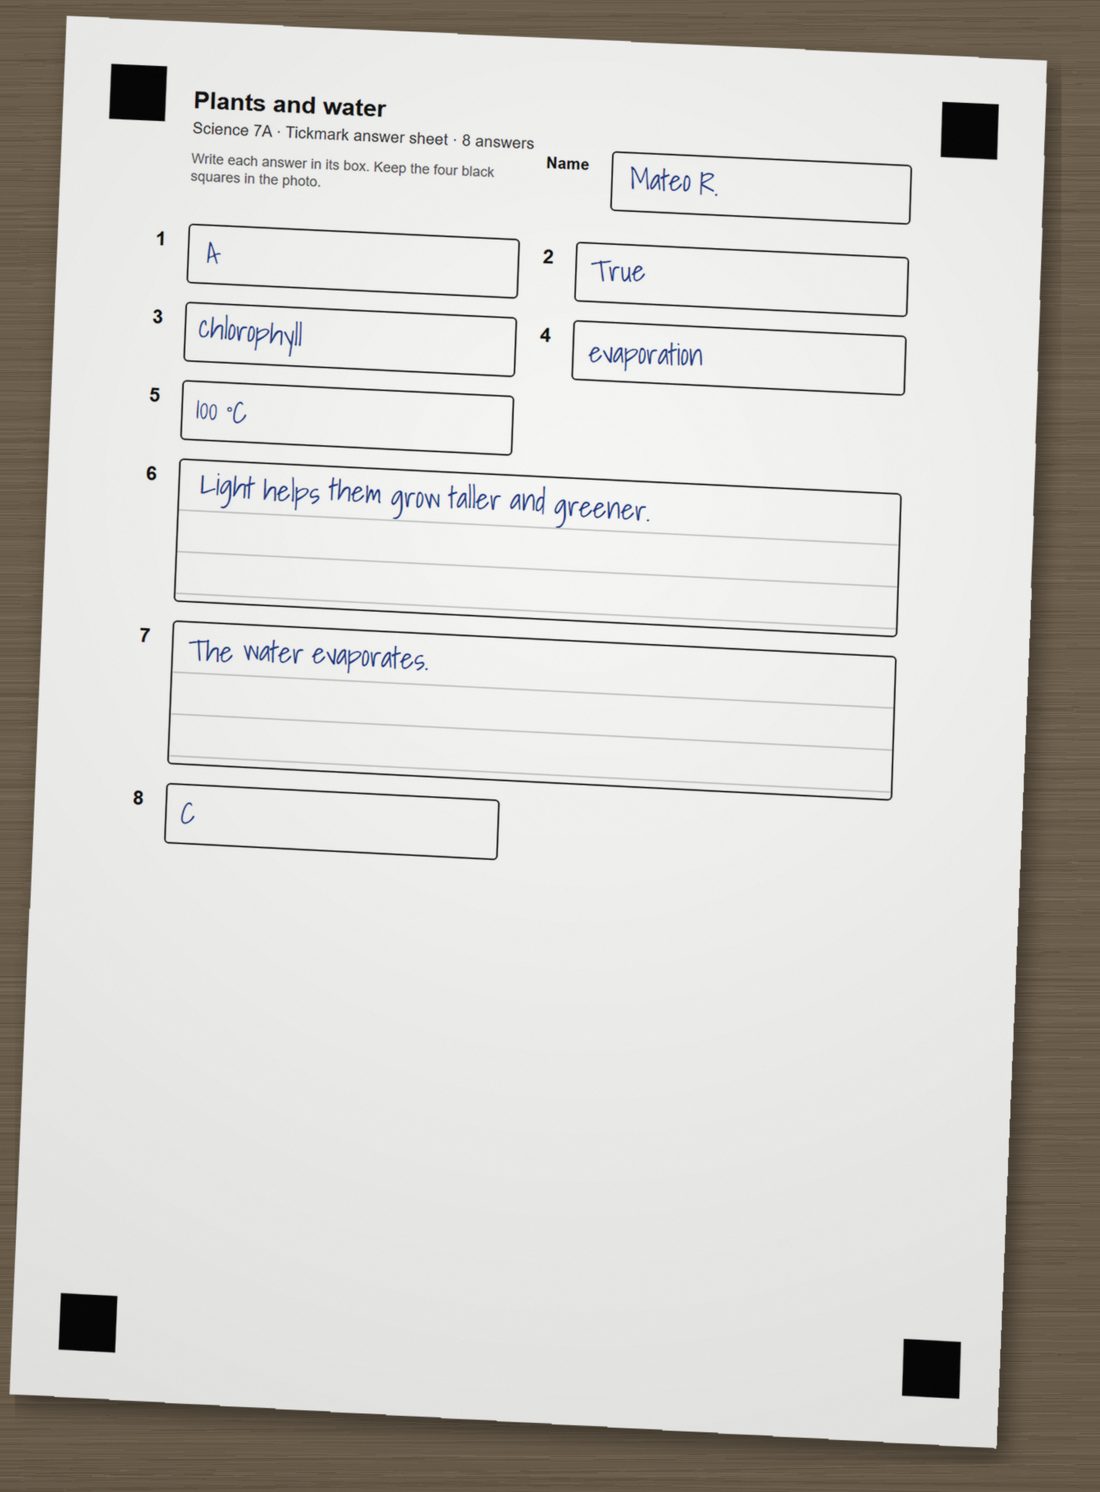 Plants and water
Science 7A · Tickmark answer sheet · 8 answers
Write each answer in its box. Keep the four black
squares in the photo.
Name
Mateo R.
1
A
2
True
3
chlorophyll
4
evaporation
5
100 °C
6
Light helps them grow taller and greener.
7
The water evaporates.
8
C